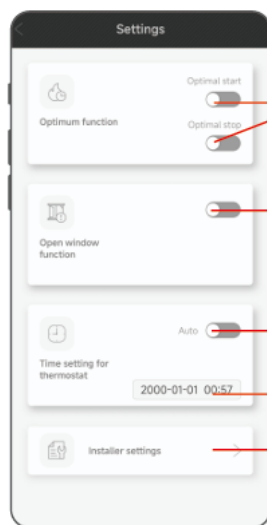 Settings
Optimal start
Optimum function
Optimal stop
Open window
function
Auto
Time setting for
thermostat
2000-01-01 00:57
Installer settings